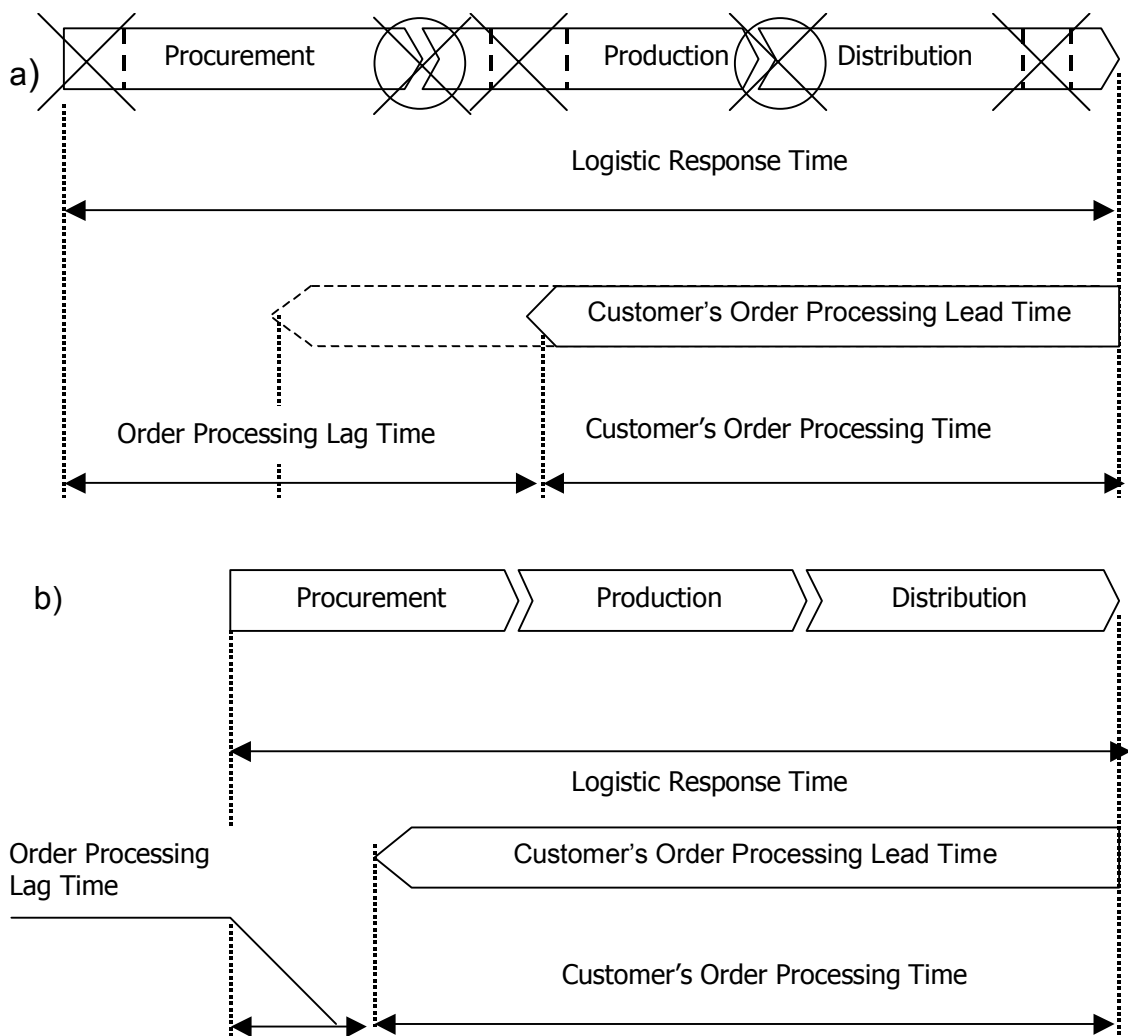 a)
Procurement
Production
Distribution
Logistic Response Time
Customer's Order Processing Lead Time
Order Processing Lag Time
Customer's Order Processing Time
b)
Procurement
Production
Distribution
Logistic Response Time
Order Processing
Lag Time
Customer's Order Processing Lead Time
Customer's Order Processing Time